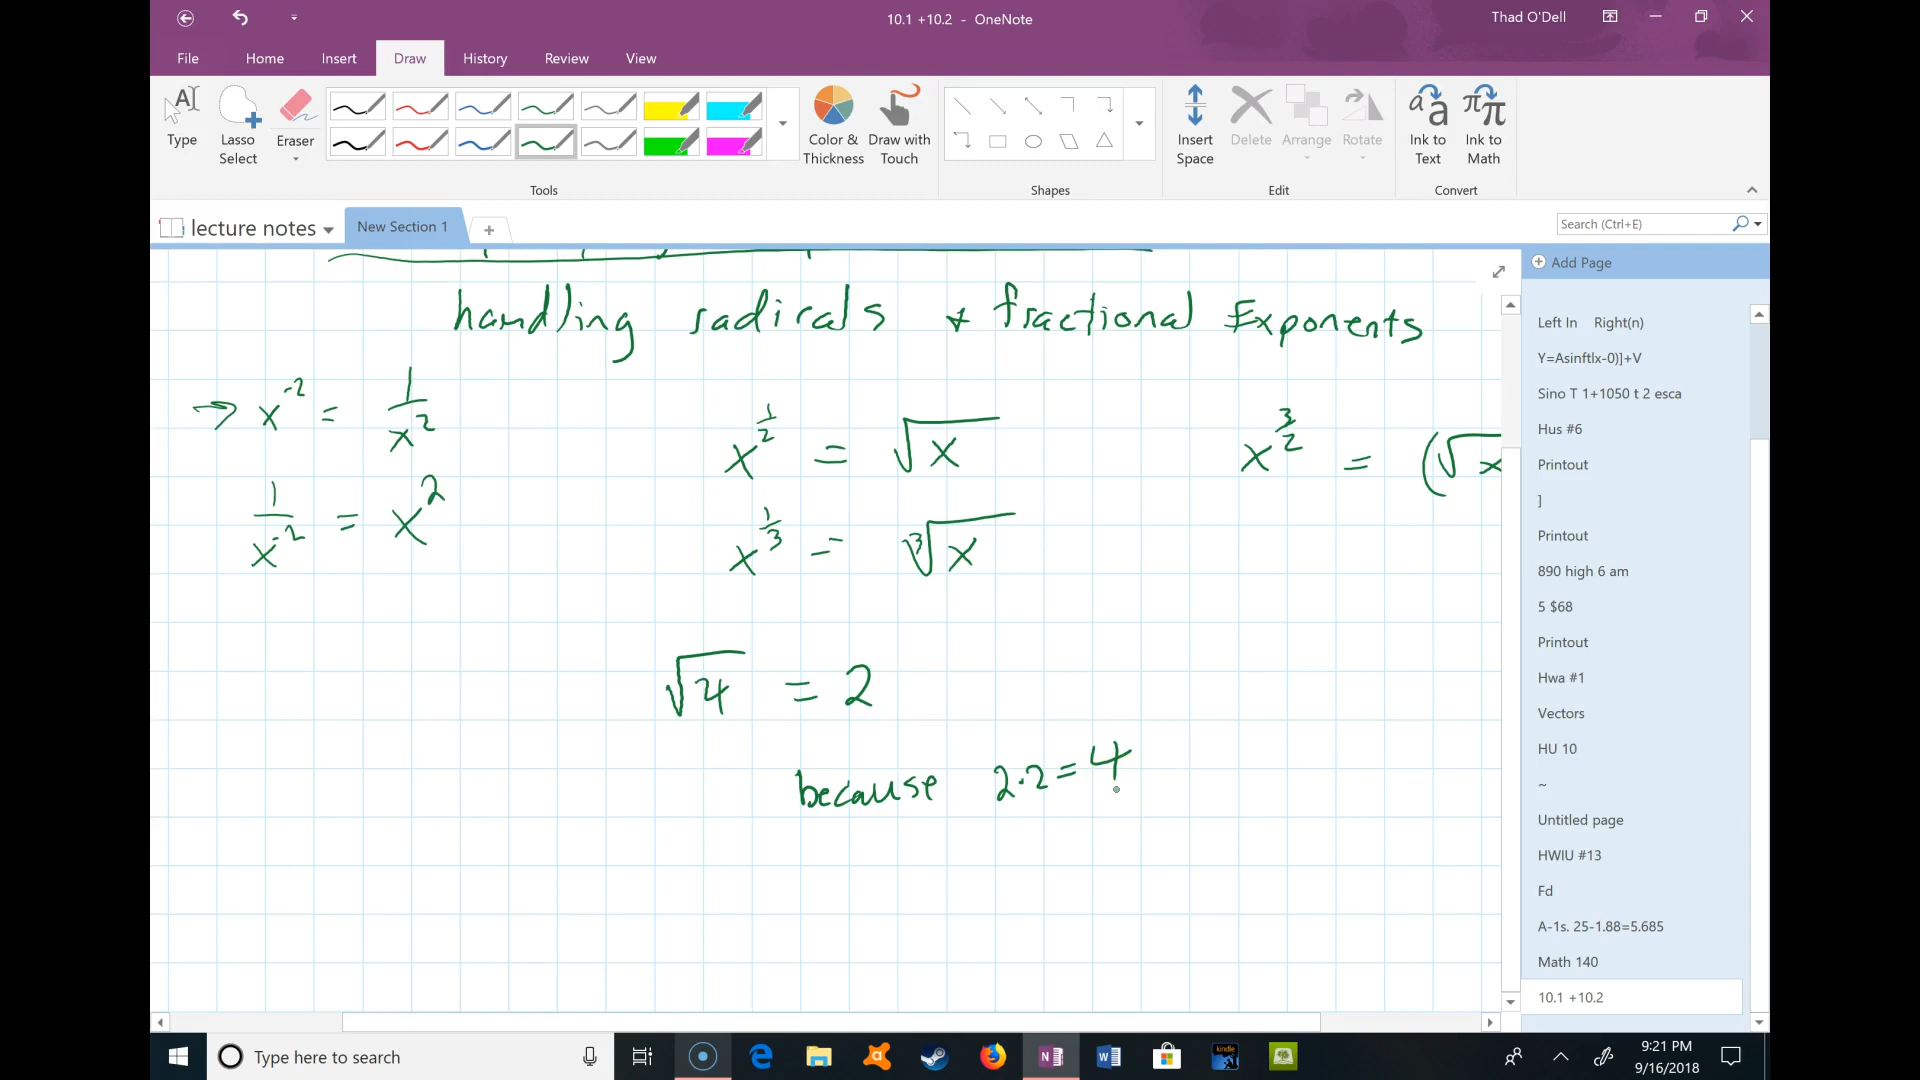 10.1 +10.2 - OneNote
Thad O'Dell
File Home Insert Draw History Review View
Type
Lasso Select
Eraser
Color & Thickness
Draw with Touch
Insert Space
Delete
Arrange
Rotate
Ink to Text
Ink to Math
Tools
Shapes
Edit
Convert
lecture notes
New Section 1
Search (Ctrl+E)
Add Page
handling radicals + fractional Exponents
→ x^-2 = 1/x^2
1/x^-2 = x^2
x^1/2 = √x
x^1/3 = ∛x
x^3/2 = (√x
√4 = 2
because 2·2=4
Left In Right(n)
Y=Asinftlx-0)]+V
Sino T 1+1050 t 2 esca
Hus #6
Printout
]
Printout
890 high 6 am
5 $68
Printout
Hwa #1
Vectors
HU 10
~
Untitled page
HWIU #13
Fd
A-1s. 25-1.88=5.685
Math 140
10.1 +10.2
Type here to search
kindle
9:21 PM
9/16/2018